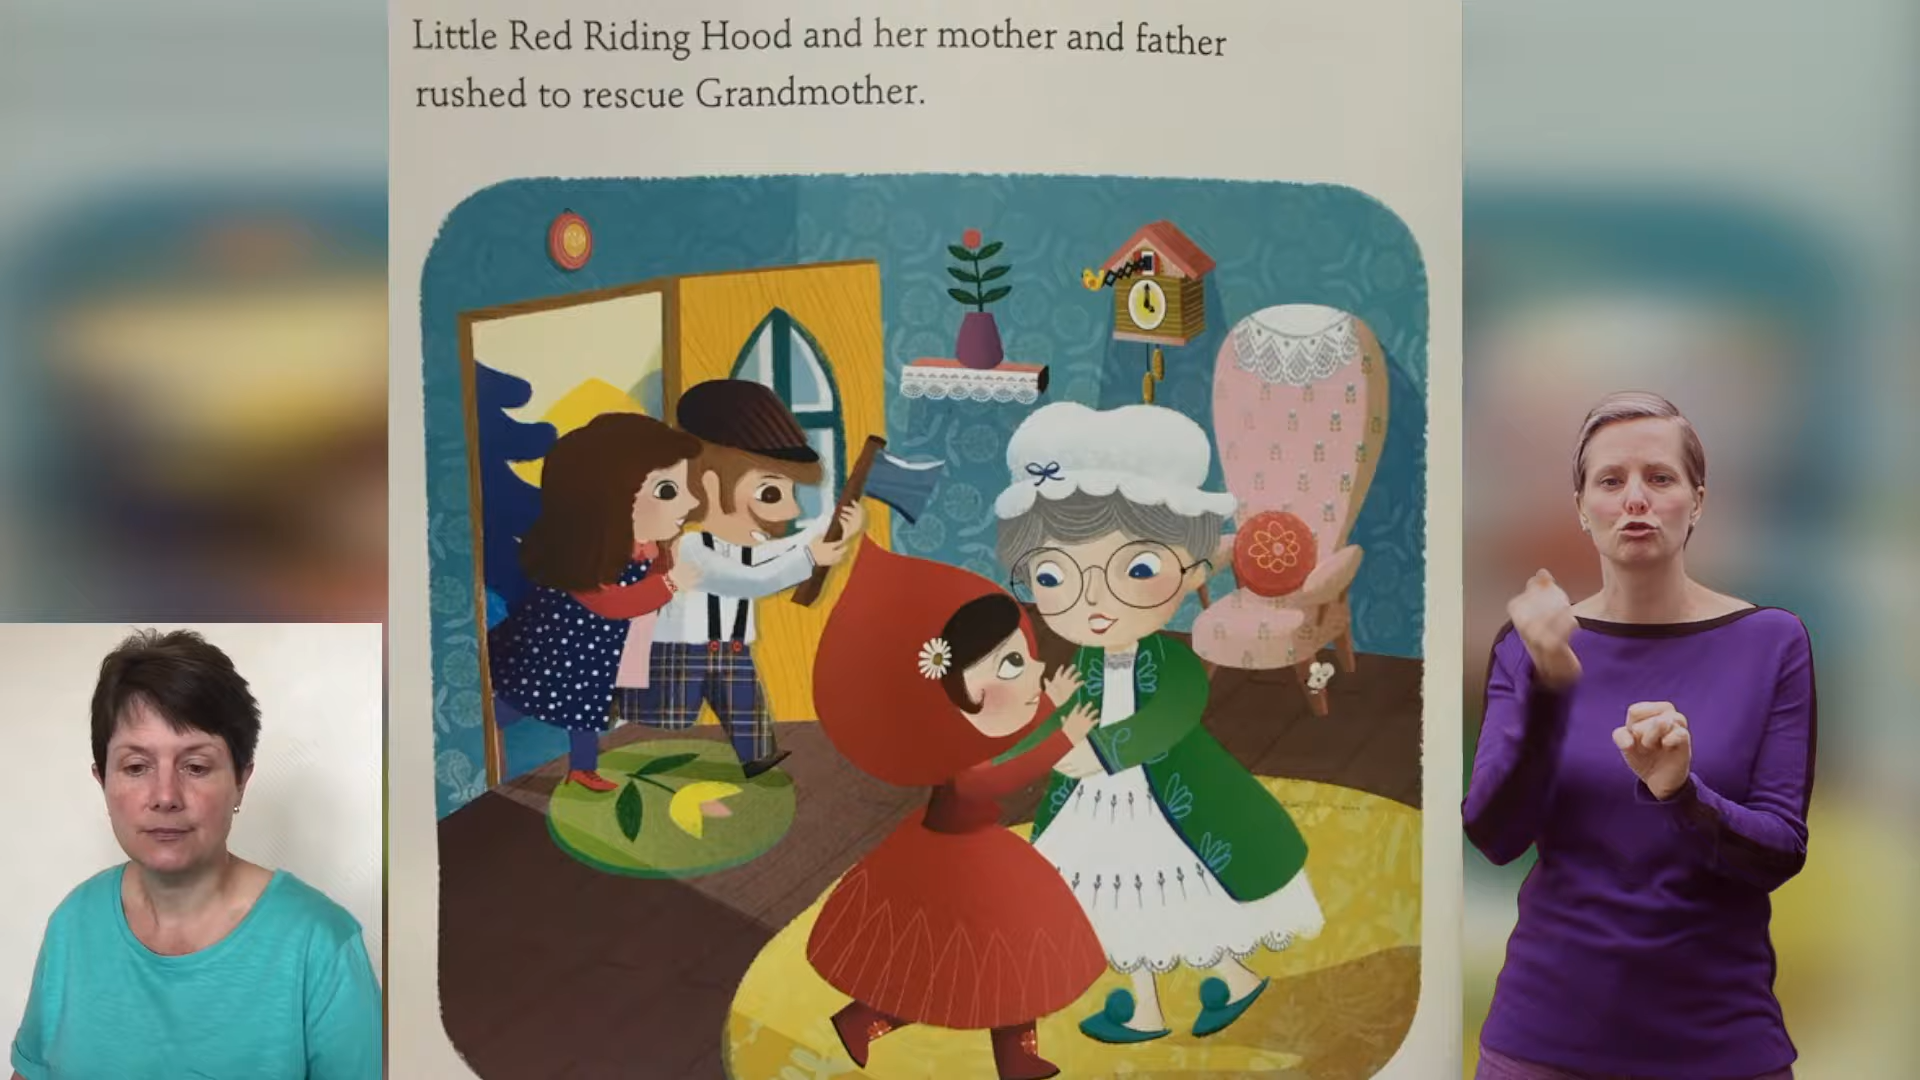 Little Red Riding Hood and her mother and father
rushed to rescue Grandmother.